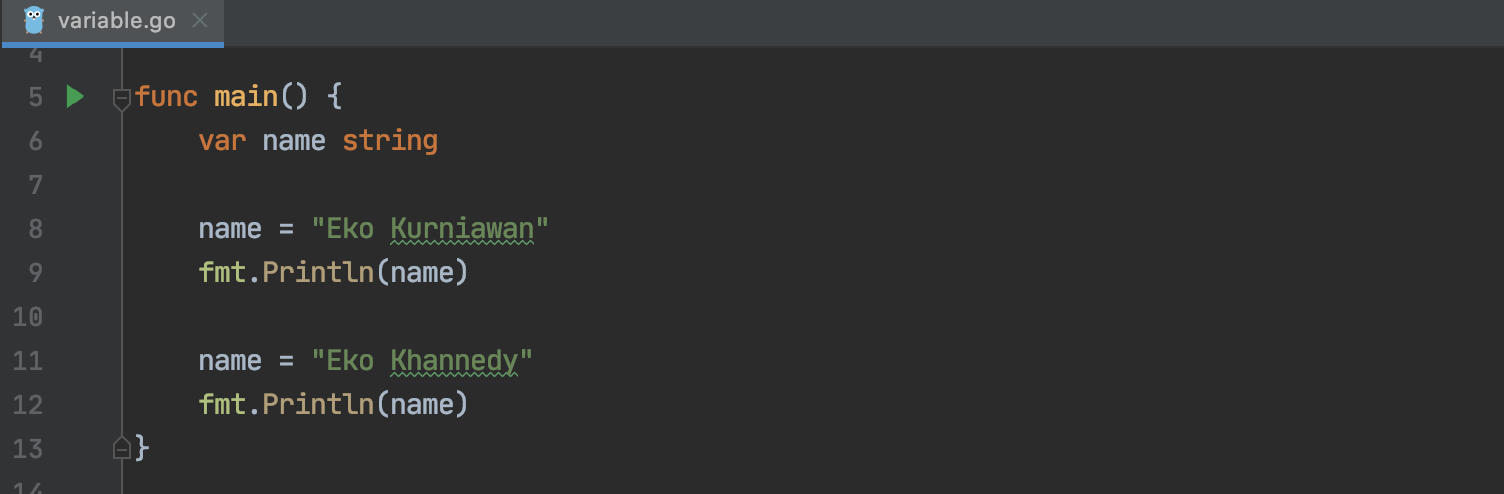 variable.go
4
5 func main() {
6     var name string
7
8     name = "Eko Kurniawan"
9     fmt.Println(name)
10
11     name = "Eko Khannedy"
12     fmt.Println(name)
13 }
14